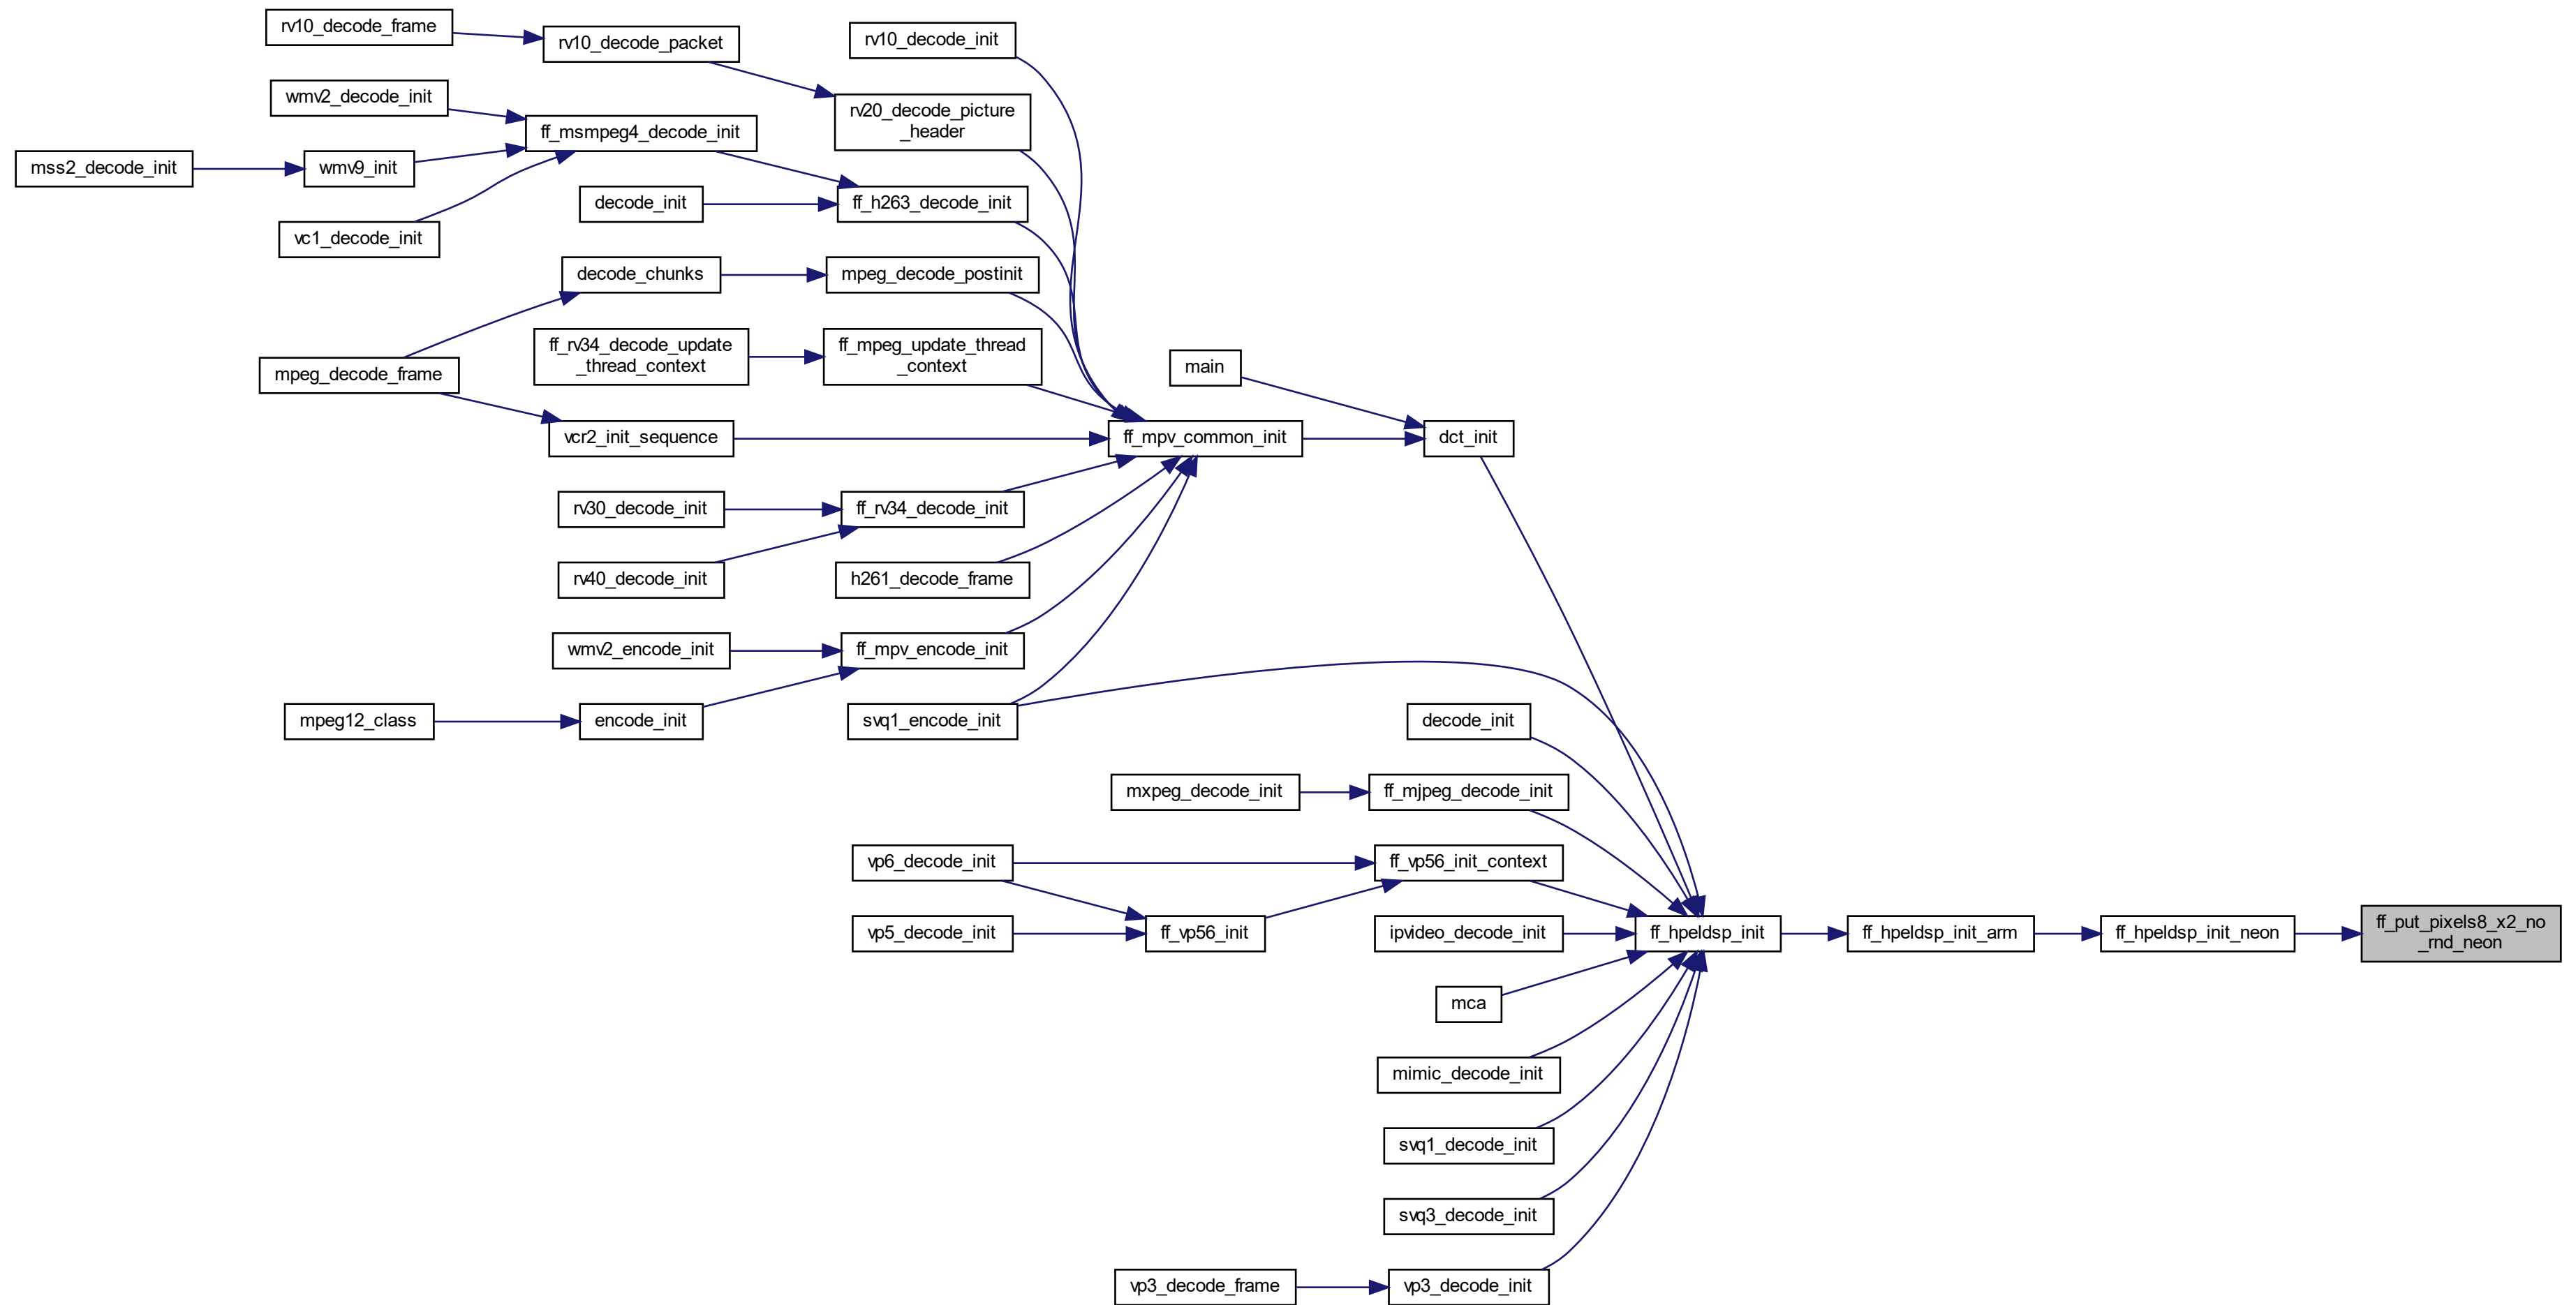 rv10_decode_frame
rv10_decode_packet
rv10_decode_init
wmv2_decode_init
rv20_decode_picture
_header
ff_msmpeg4_decode_init
mss2_decode_init
wmv9_init
decode_init
ff_h263_decode_init
vc1_decode_init
decode_chunks
mpeg_decode_postinit
ff_rv34_decode_update
_thread_context
ff_mpeg_update_thread
_context
main
mpeg_decode_frame
vcr2_init_sequence
ff_mpv_common_init
dct_init
rv30_decode_init
ff_rv34_decode_init
rv40_decode_init
h261_decode_frame
wmv2_encode_init
ff_mpv_encode_init
mpeg12_class
encode_init
svq1_encode_init
decode_init
mxpeg_decode_init
ff_mjpeg_decode_init
vp6_decode_init
ff_vp56_init_context
vp5_decode_init
ff_vp56_init
ipvideo_decode_init
ff_hpeldsp_init
ff_hpeldsp_init_arm
ff_hpeldsp_init_neon
ff_put_pixels8_x2_no
_rnd_neon
mca
mimic_decode_init
svq1_decode_init
svq3_decode_init
vp3_decode_frame
vp3_decode_init